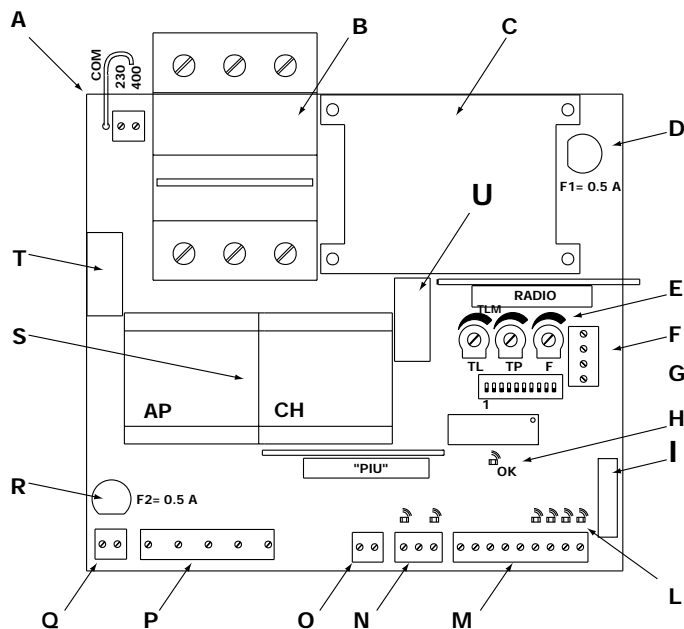 A
B
C
COM
230
400
D
F1= 0.5 A
U
T
RADIO
E
TLM
F
S
TL TP F
G
1
AP CH
H
"PIU"
OK
I
R
F2= 0.5 A
L
Q P O N M